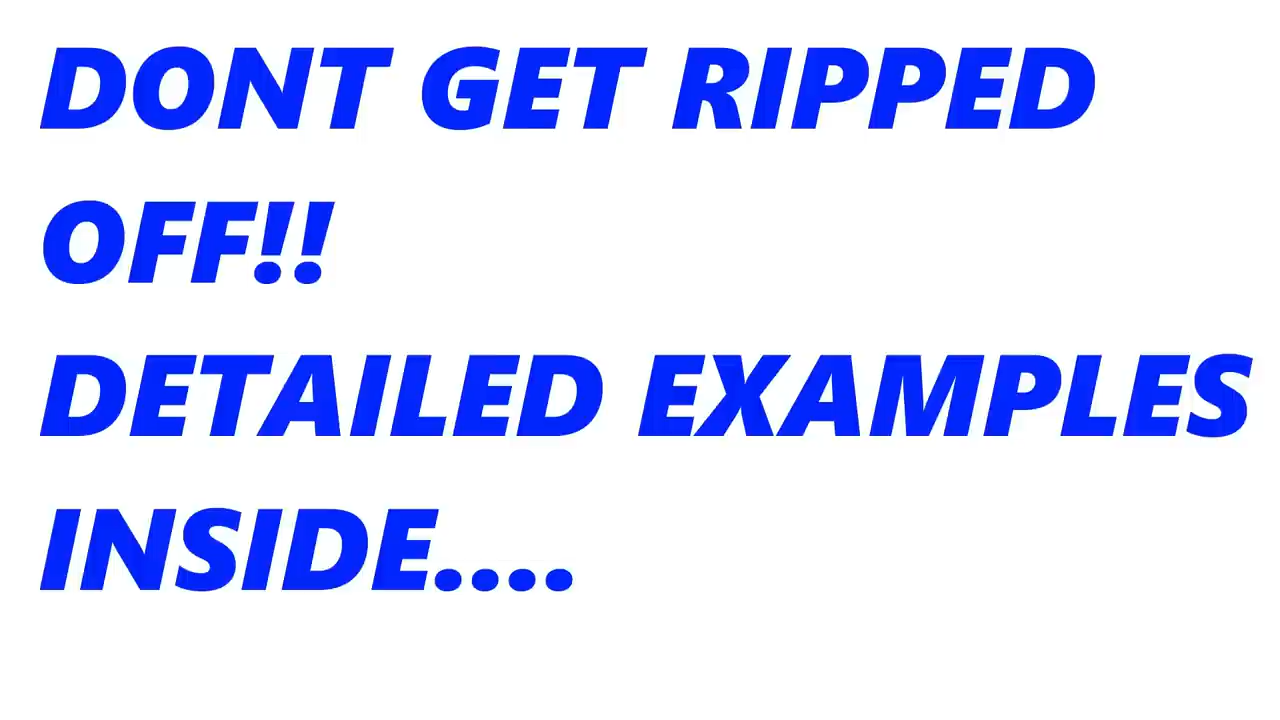 DONT GET RIPPED
OFF!!
DETAILED EXAMPLES
INSIDE....